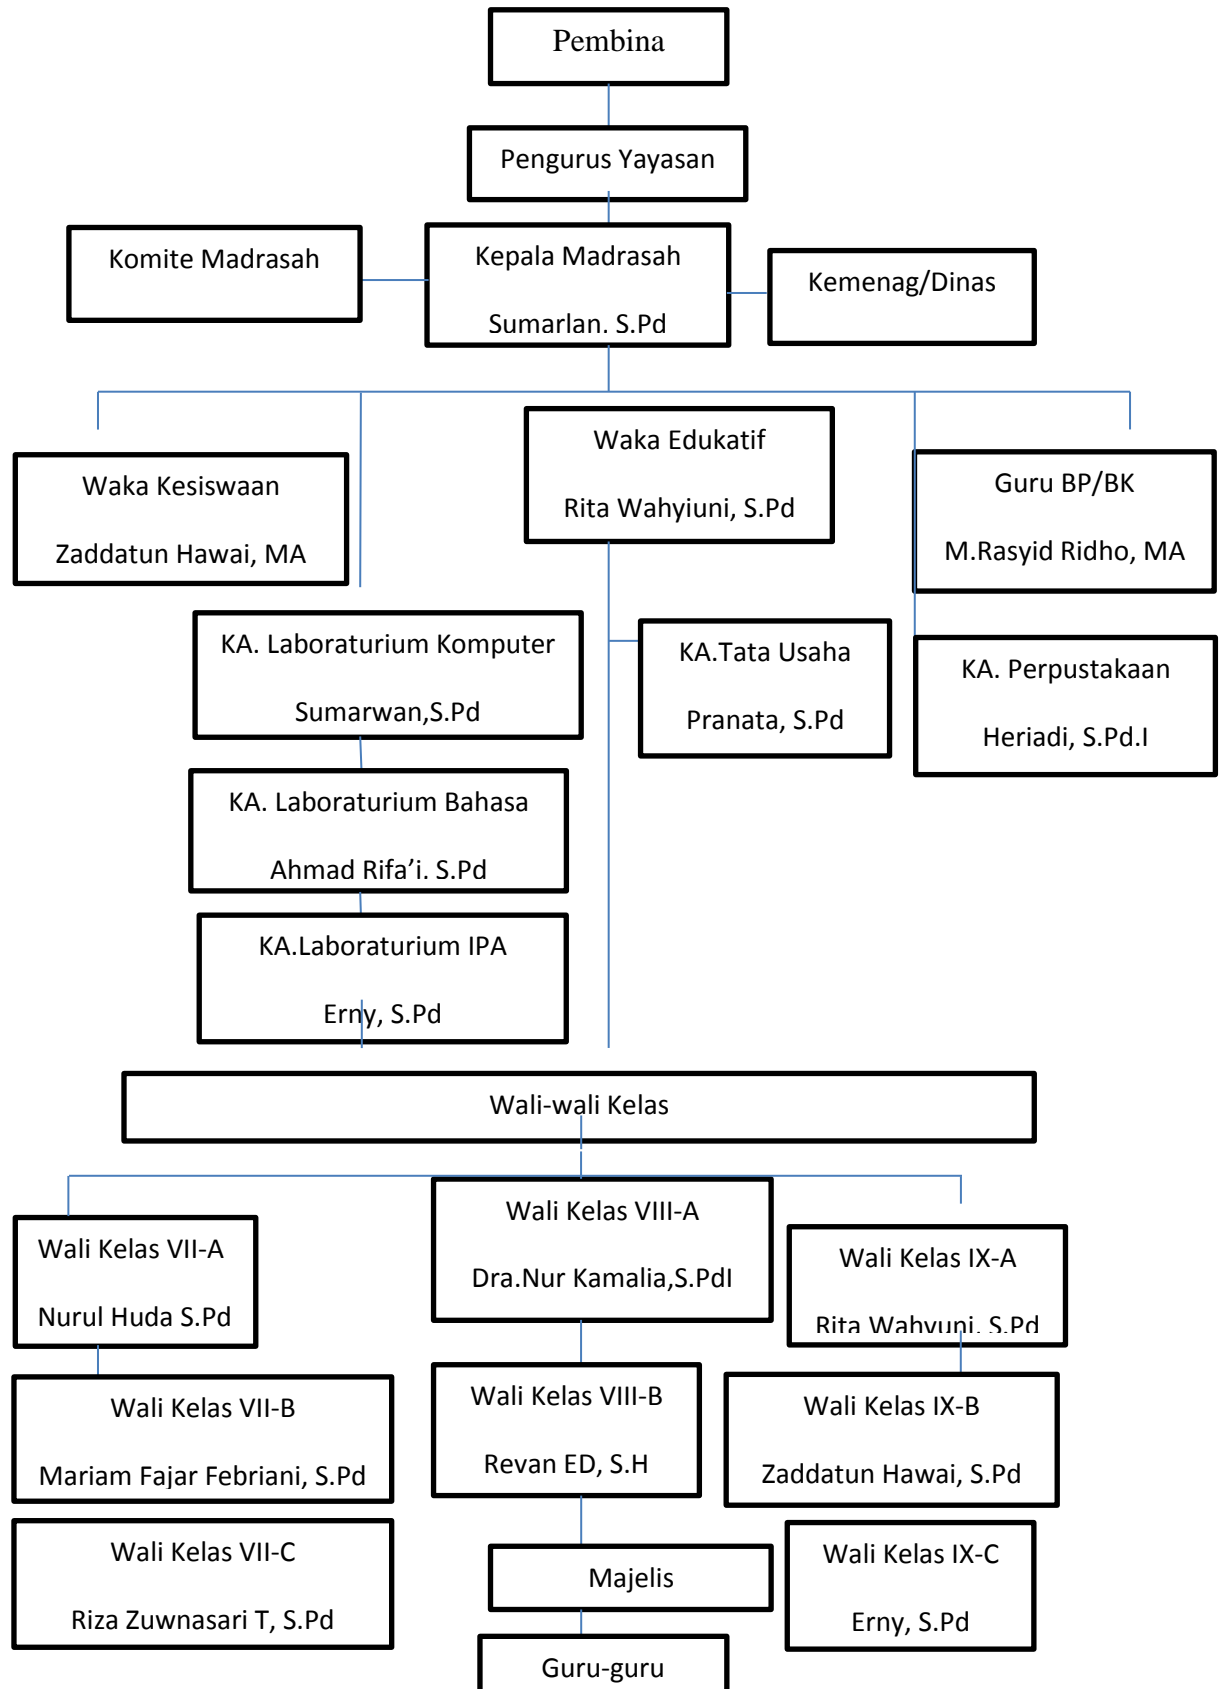 Pembina
Pengurus Yayasan
Komite Madrasah
Kepala Madrasah
Sumarlan. S.Pd
Kemenag/Dinas
Waka Kesiswaan
Zaddatun Hawai, MA
Waka Edukatif
Rita Wahyiuni, S.Pd
Guru BP/BK
M.Rasyid Ridho, MA
KA. Laboraturium Komputer
Sumarwan,S.Pd
KA.Tata Usaha
Pranata, S.Pd
KA. Perpustakaan
Heriadi, S.Pd.I
KA. Laboraturium Bahasa
Ahmad Rifa’i. S.Pd
KA.Laboraturium IPA
Erny, S.Pd
Wali-wali Kelas
Wali Kelas VII-A
Nurul Huda S.Pd
Wali Kelas VIII-A
Dra.Nur Kamalia,S.PdI
Wali Kelas IX-A
Rita Wahyuni, S.Pd
Wali Kelas VII-B
Mariam Fajar Febriani, S.Pd
Wali Kelas VIII-B
Revan ED, S.H
Wali Kelas IX-B
Zaddatun Hawai, S.Pd
Wali Kelas VII-C
Riza Zuwnasari T, S.Pd
Majelis
Wali Kelas IX-C
Erny, S.Pd
Guru-guru